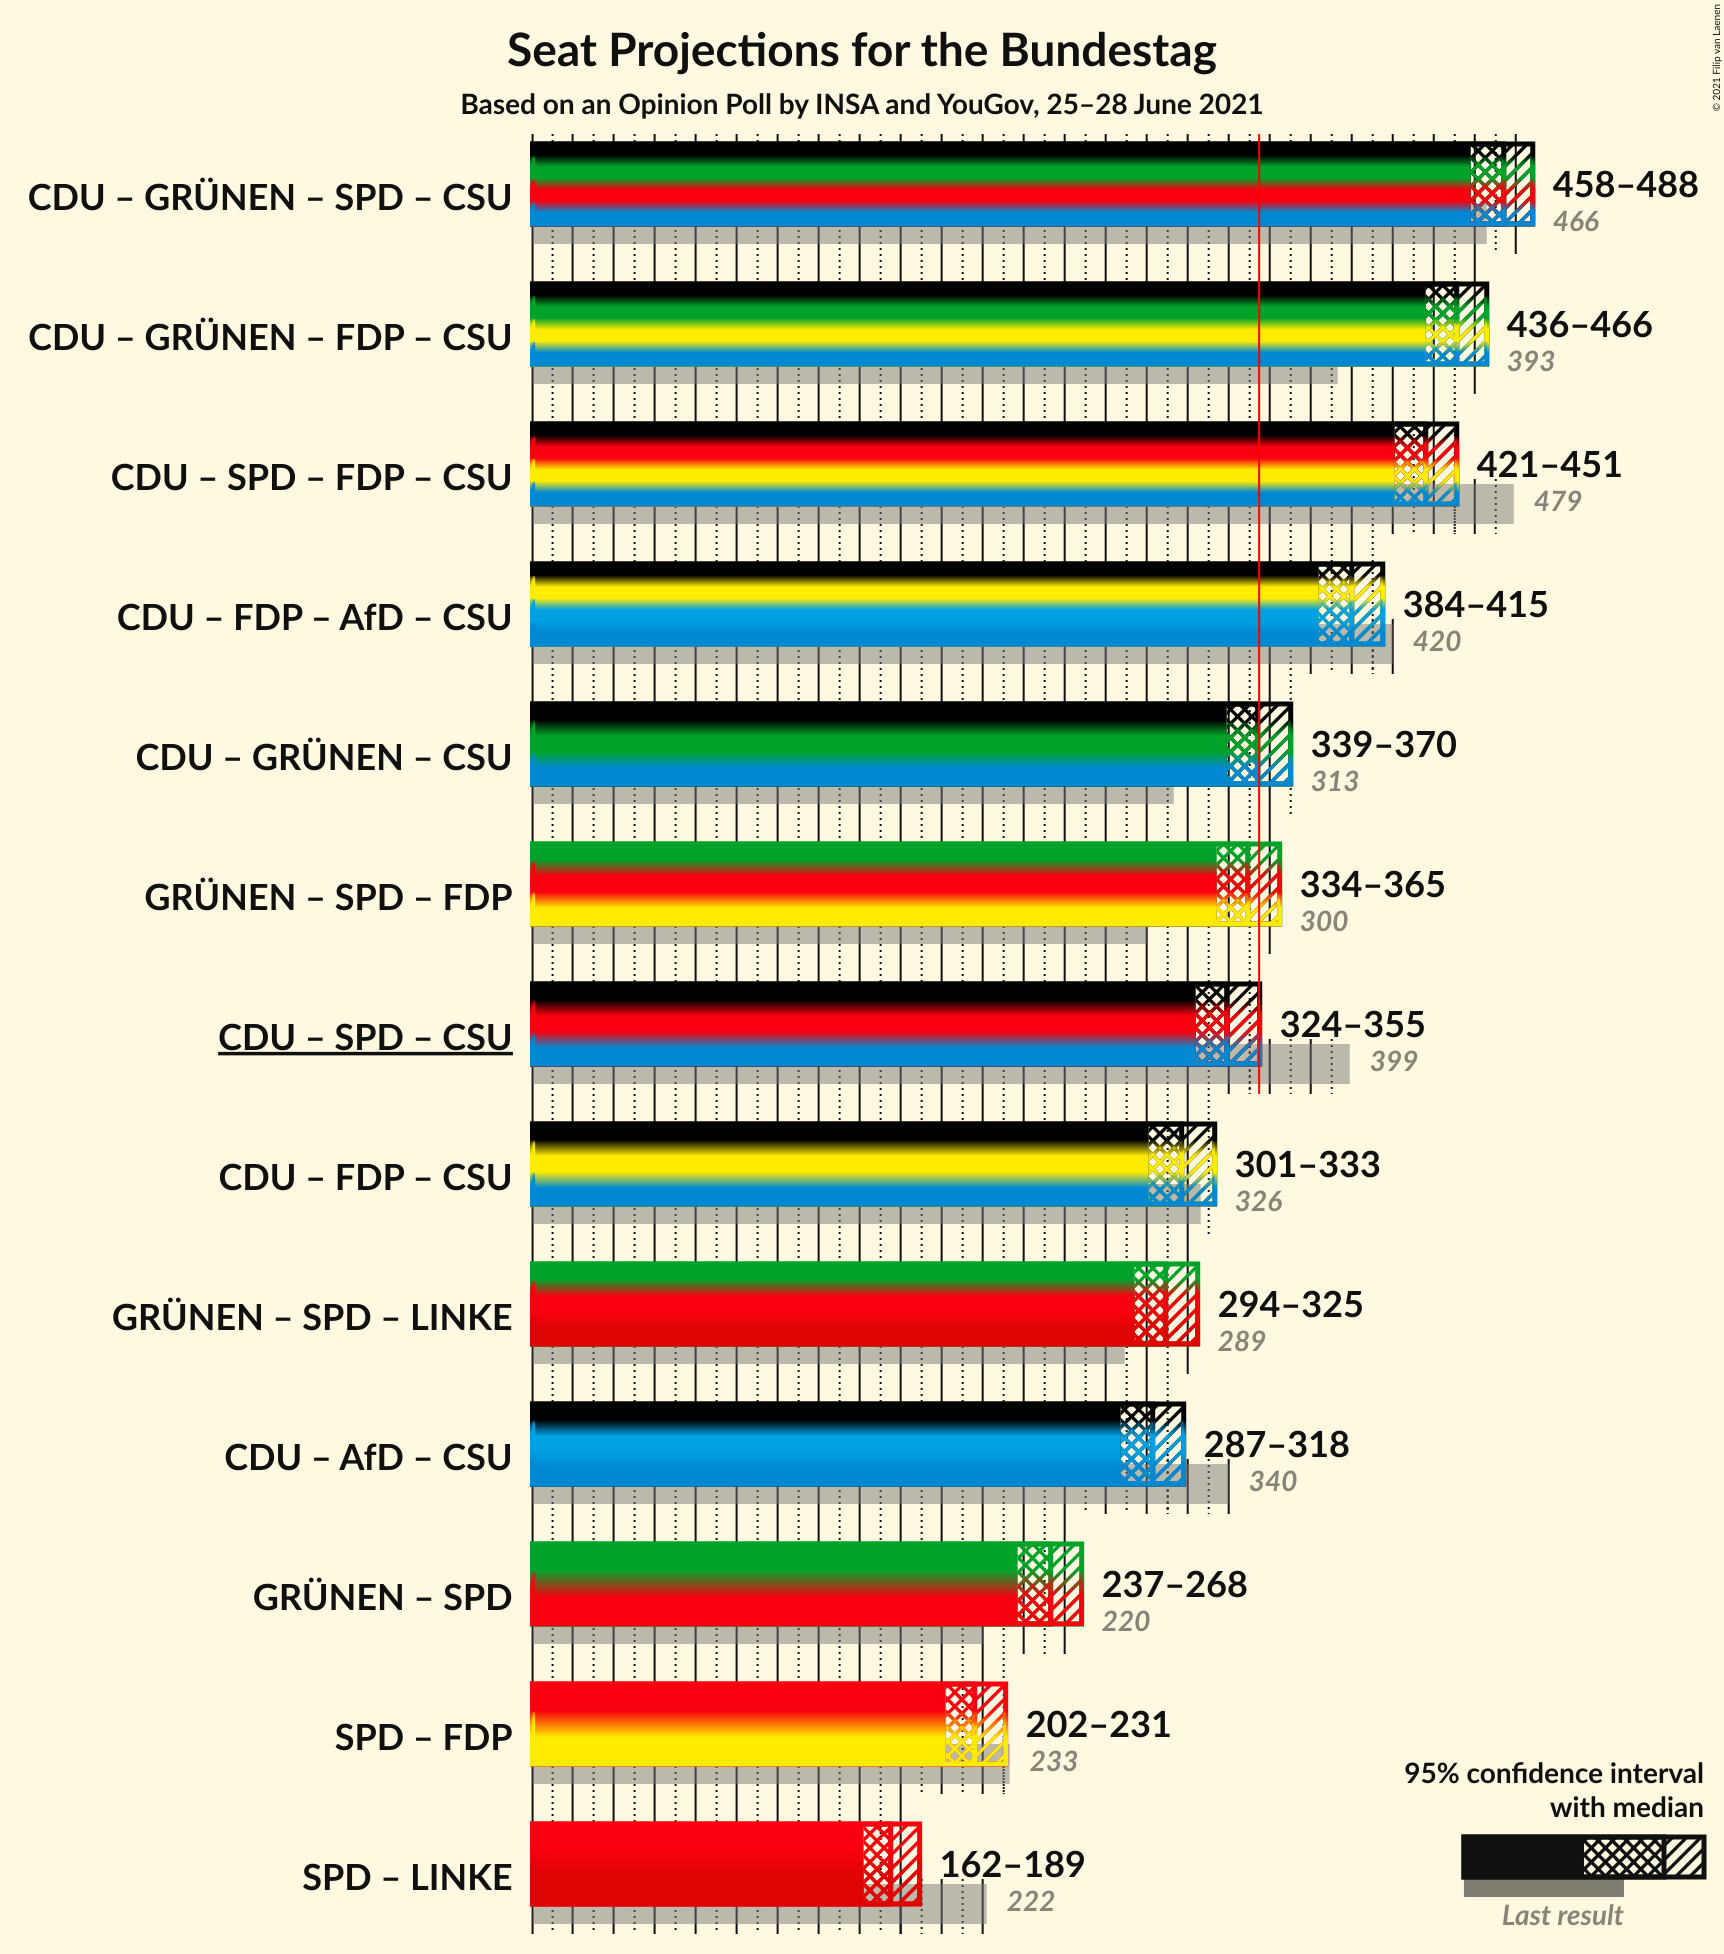 Seat Projections for the Bundestag
Based on an Opinion Poll by INSA and YouGov, 25–28 June 2021
© 2021 Filip van Laenen
CDU – GRÜNEN – SPD – CSU
458–488
466
CDU – GRÜNEN – FDP – CSU
436–466
393
CDU – SPD – FDP – CSU
421–451
479
CDU – FDP – AfD – CSU
384–415
420
CDU – GRÜNEN – CSU
339–370
313
GRÜNEN – SPD – FDP
334–365
300
CDU – SPD – CSU
324–355
399
CDU – FDP – CSU
301–333
326
GRÜNEN – SPD – LINKE
294–325
289
CDU – AfD – CSU
287–318
340
GRÜNEN – SPD
237–268
220
SPD – FDP
202–231
233
SPD – LINKE
162–189
222
95% confidence interval
with median
Last result